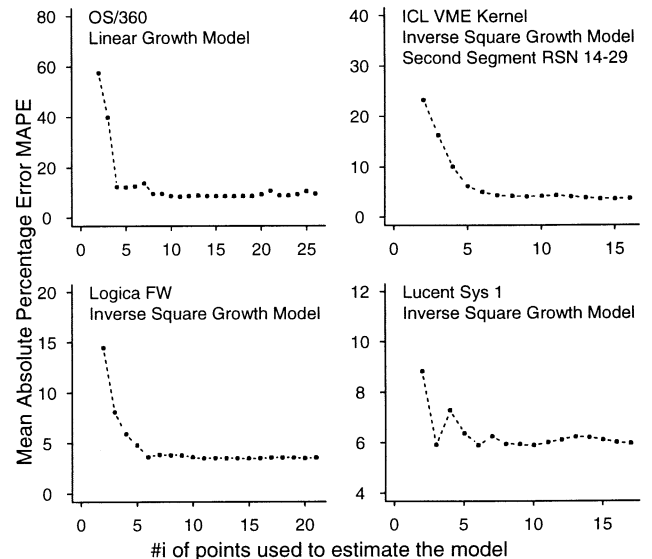 Mean Absolute Percentage Error MAPE
OS/360
Linear Growth Model
80
60
40
20
0
0 5 10 15 20 25
ICL VME Kernel
Inverse Square Growth Model
Second Segment RSN 14-29
40
30
20
10
0
0 5 10 15
Logica FW
Inverse Square Growth Model
20
15
10
5
0
0 5 10 15 20
Lucent Sys 1
Inverse Square Growth Model
12
10
8
6
4
0 5 10 15
#i of points used to estimate the model